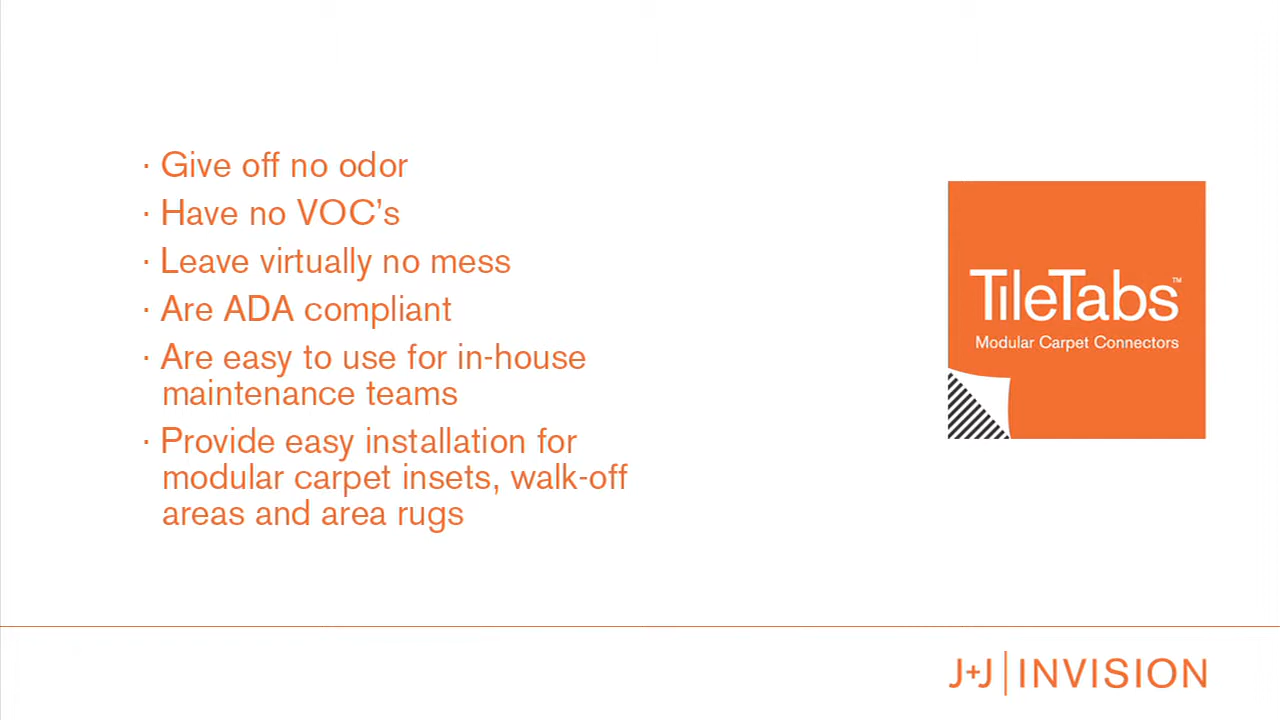 · Give off no odor
· Have no VOC’s
· Leave virtually no mess
· Are ADA compliant
· Are easy to use for in-house
maintenance teams
· Provide easy installation for
modular carpet insets, walk-off
areas and area rugs
TileTabs™
Modular Carpet Connectors
J+J | INVISION